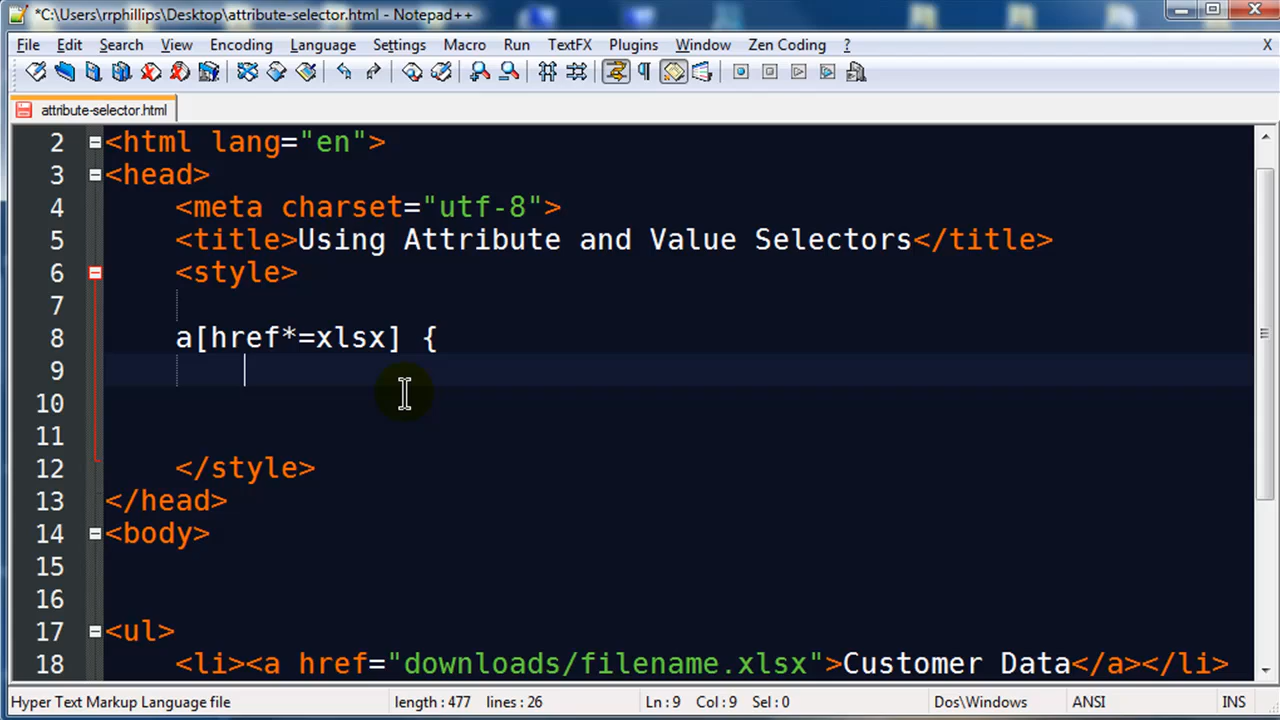 *C:\Users\rrphillips\Desktop\attribute-selector.html - Notepad++
File Edit Search View Encoding Language Settings Macro Run TextFX Plugins Window Zen Coding ? X
attribute-selector.html
2 <html lang="en">
3 <head>
4 <meta charset="utf-8">
5 <title>Using Attribute and Value Selectors</title>
6 <style>
7
8 a[href*=xlsx] {
9
10
11
12 </style>
13 </head>
14 <body>
15
16
17 <ul>
18 <li><a href="downloads/filename.xlsx">Customer Data</a></li>
Hyper Text Markup Language file length : 477 lines : 26 Ln : 9 Col : 9 Sel : 0 Dos\Windows ANSI INS